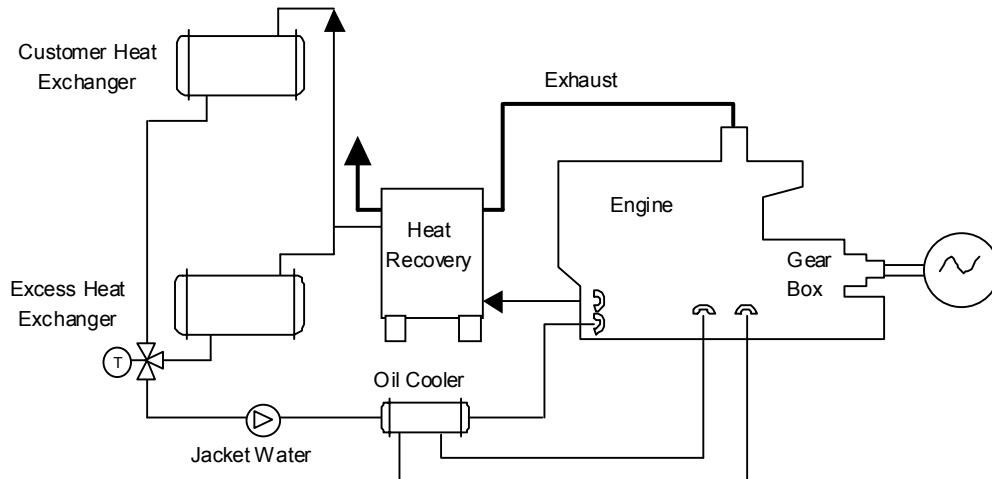 Customer Heat
Exchanger
Exhaust
Engine
Heat
Recovery
Gear
Box
Excess Heat
Exchanger
T
Oil Cooler
Jacket Water